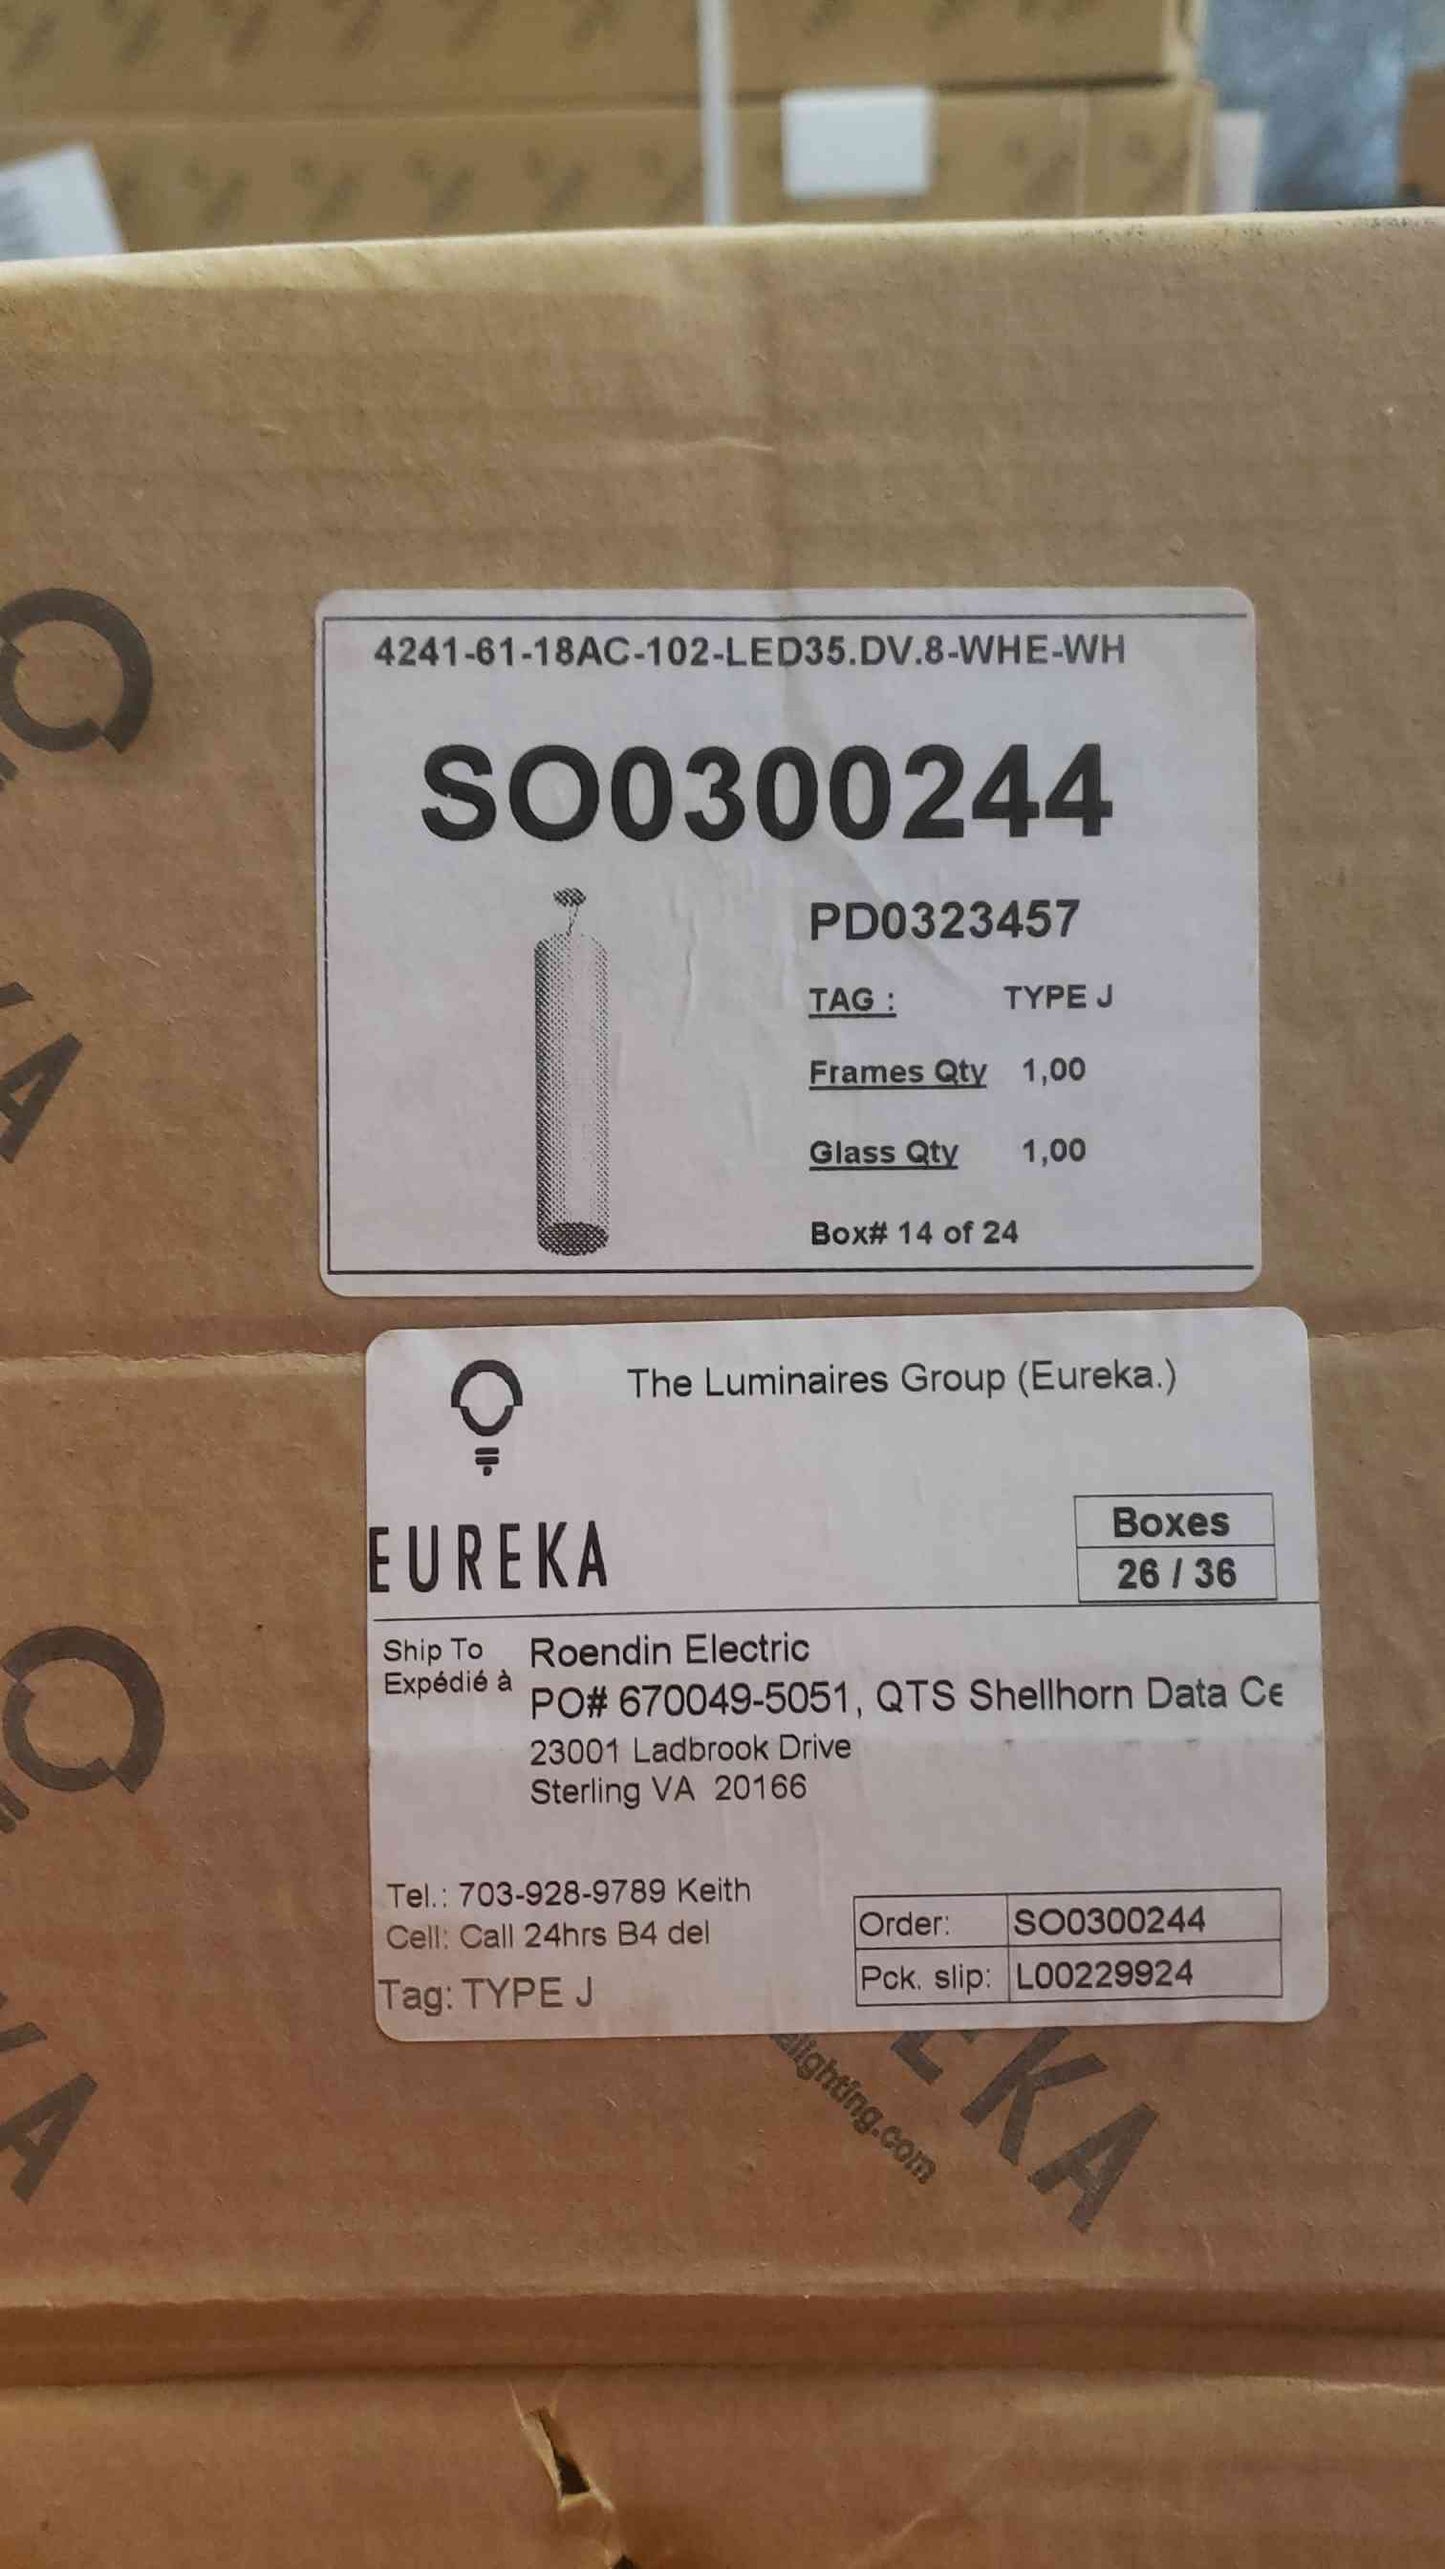 4241-61-18AC-102-LED35.DV.8-WHE-WH
SO0300244
PD0323457
TAG : TYPE J
Frames Qty 1,00
Glass Qty 1,00
Box# 14 of 24
The Luminaires Group (Eureka.)
EUREKA
Boxes
26 / 36
Ship To Roendin Electric
Expédié à PO# 670049-5051, QTS Shellhorn Data Ce
23001 Ladbrook Drive
Sterling VA 20166
Tel.: 703-928-9789 Keith
Cell: Call 24hrs B4 del
Tag: TYPE J
Order: SO0300244
Pck. slip: L00229924
EKA
alighting.com